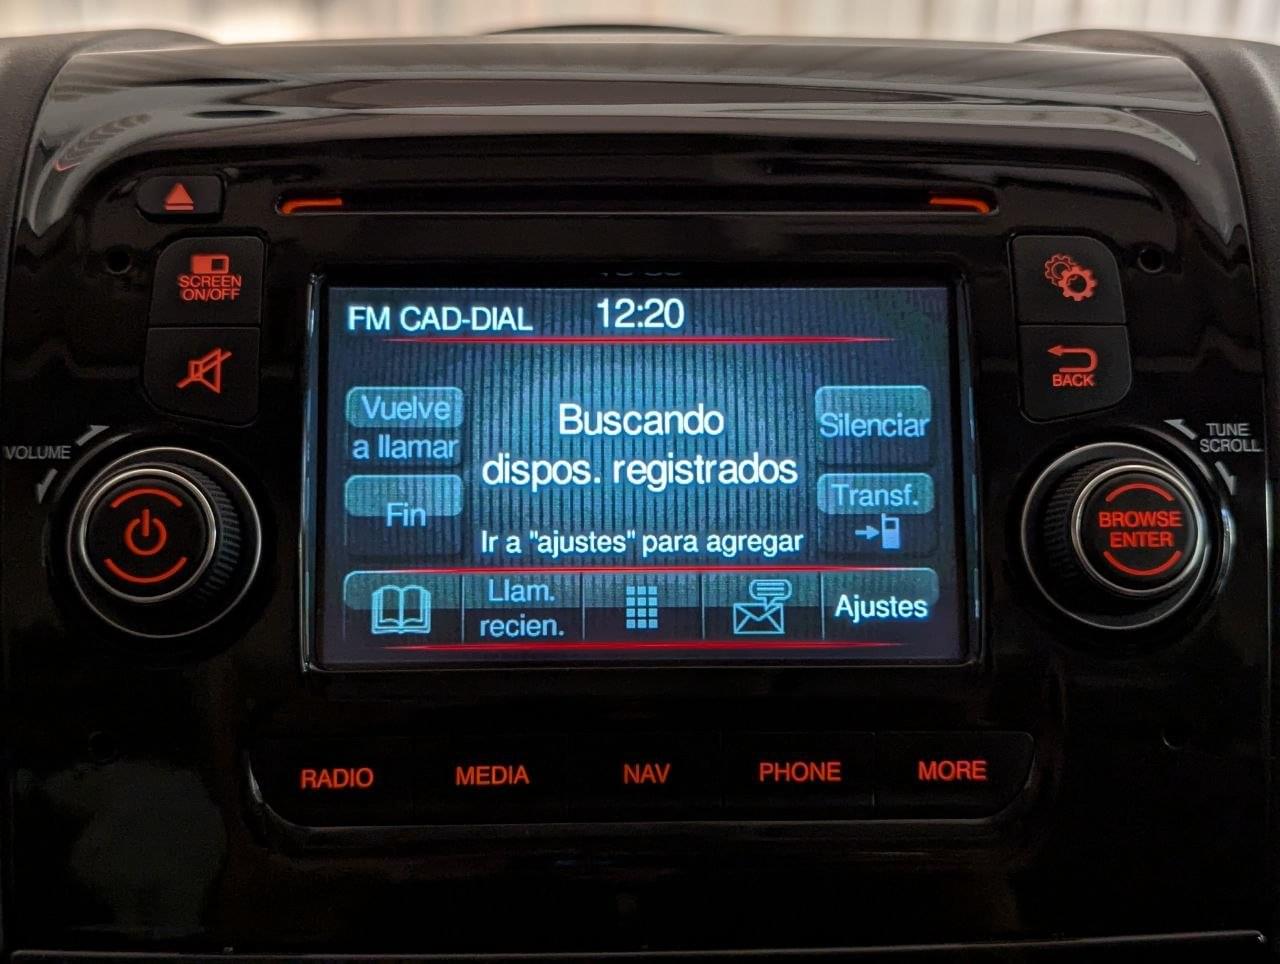 SCREEN
ON/OFF
FM CAD-DIAL 12:20
Vuelve
a llamar
Buscando
dispos. registrados
Silenciar
Fin
Transf.
Ir a "ajustes" para agregar
Llam.
recien.
Ajustes
BACK
VOLUME
TUNE
SCROLL
BROWSE
ENTER
RADIO MEDIA NAV PHONE MORE